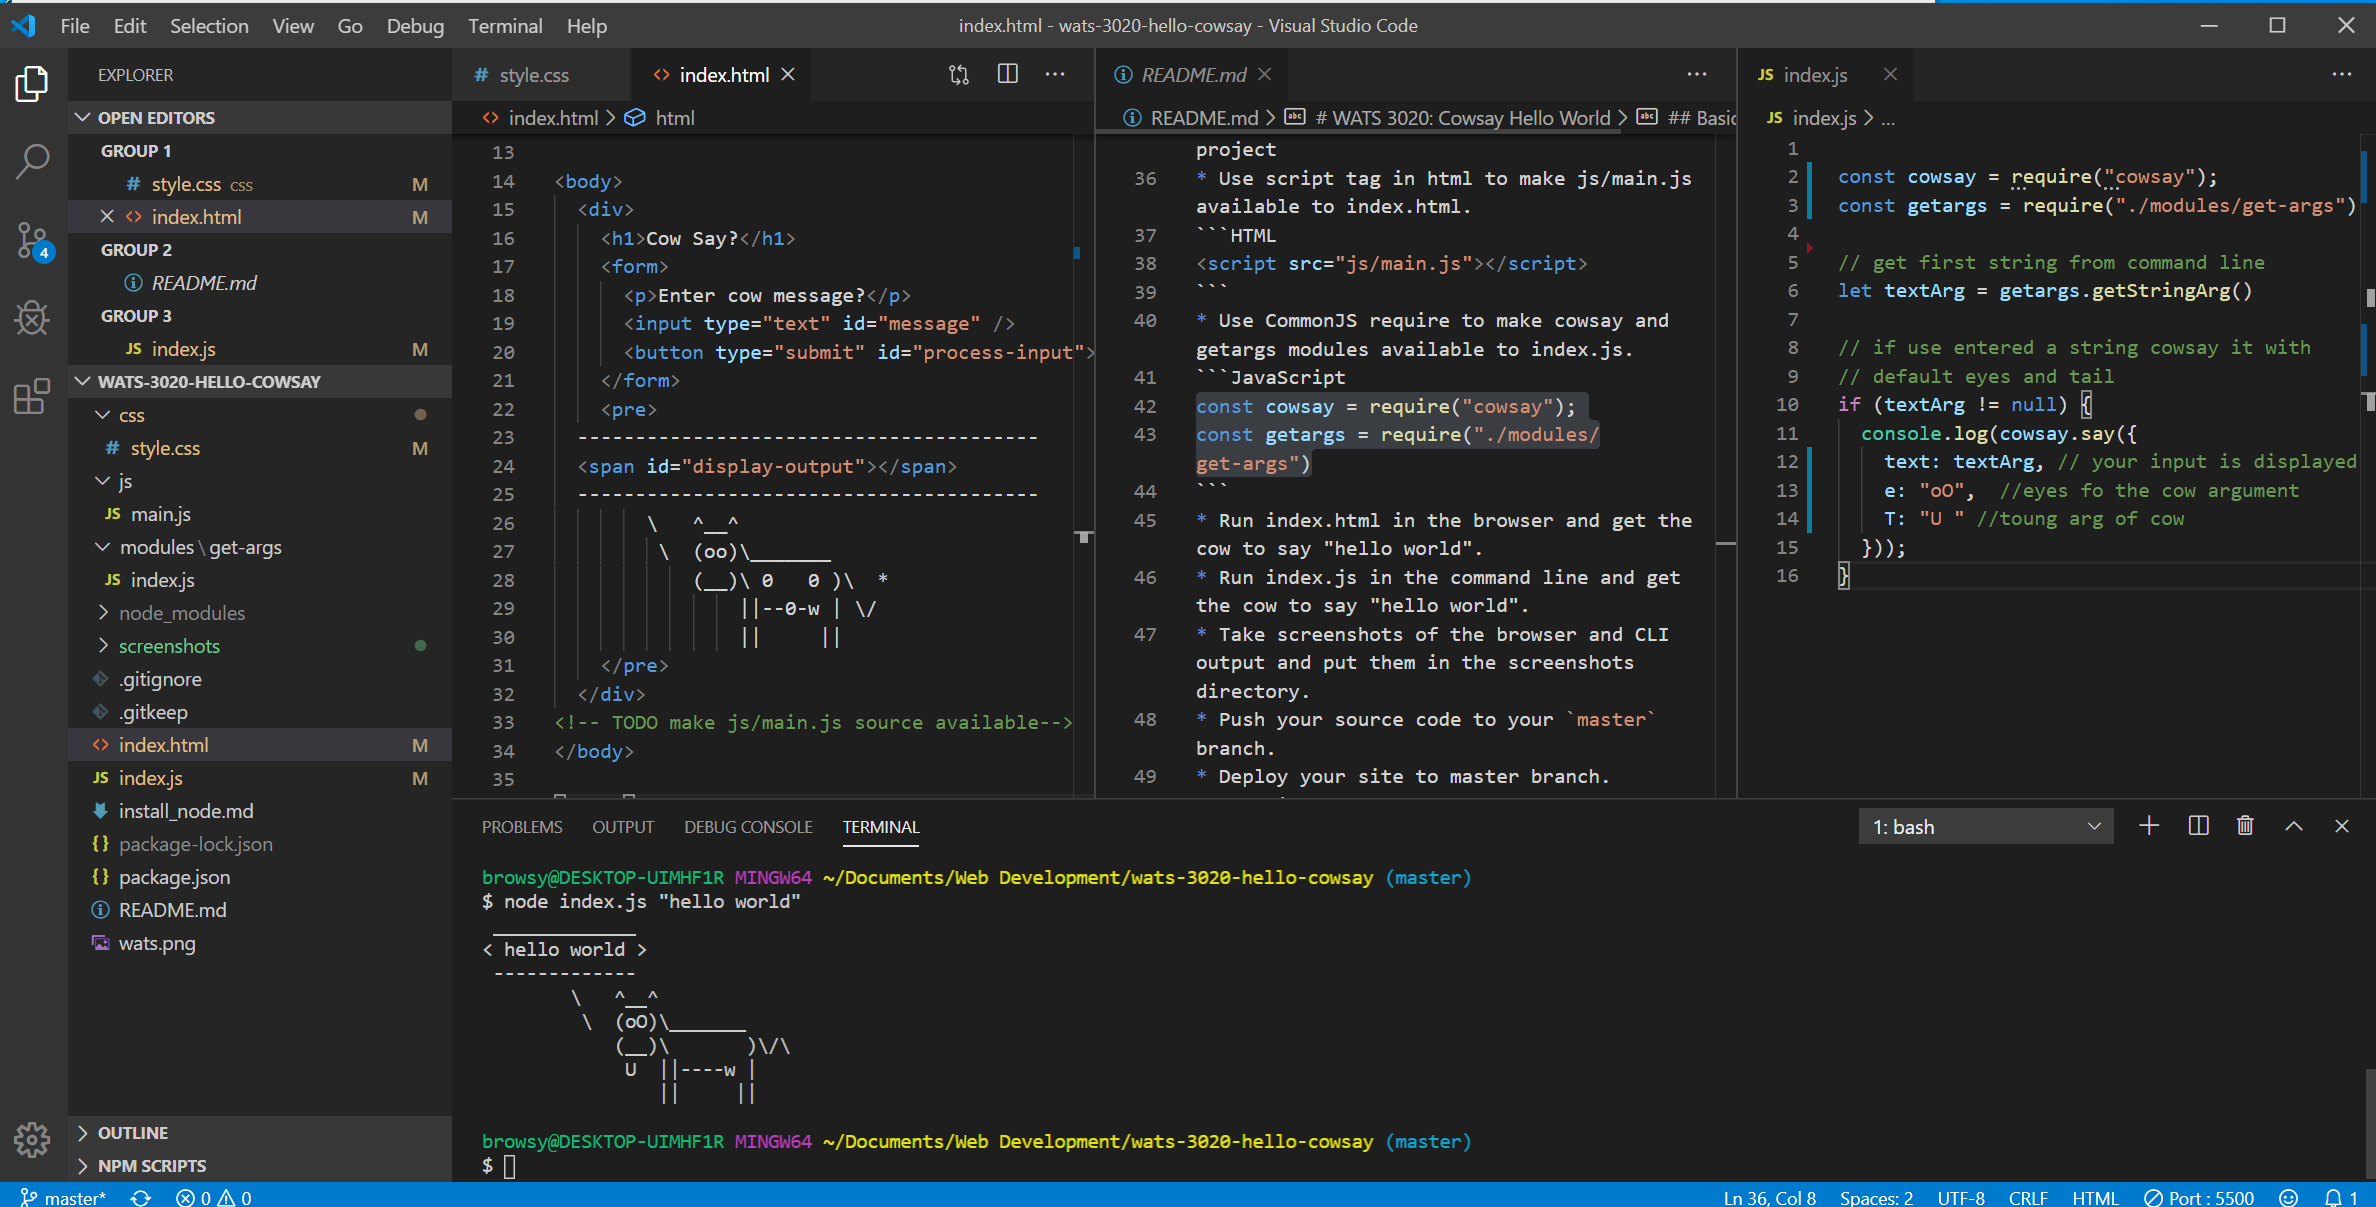 File Edit Selection View Go Debug Terminal Help
index.html - wats-3020-hello-cowsay - Visual Studio Code
EXPLORER
OPEN EDITORS
GROUP 1
# style.css css M
<> index.html M
GROUP 2
README.md
GROUP 3
JS index.js M
WATS-3020-HELLO-COWSAY
css
# style.css M
js
JS main.js
modules\get-args
JS index.js
node_modules
screenshots
.gitignore
.gitkeep
<> index.html M
JS index.js M
install_node.md
{} package-lock.json
{} package.json
README.md
wats.png
OUTLINE
NPM SCRIPTS
4
# style.css
<> index.html
<> index.html > html
13
14 <body>
15   <div>
16     <h1>Cow Say?</h1>
17     <form>
18       <p>Enter cow message?</p>
19       <input type="text" id="message" />
20       <button type="submit" id="process-input">
21     </form>
22     <pre>
23   ----------------------------------------
24   <span id="display-output"></span>
25   ----------------------------------------
26         \   ^__^
27          \  (oo)\_______
28             (__)\ 0   0 )\  *
29                 ||--0-w | \/
30                 ||     ||
31     </pre>
32   </div>
33 <!-- TODO make js/main.js source available-->
34 </body>
35
README.md
README.md > # WATS 3020: Cowsay Hello World > ## Basic
project
36 * Use script tag in html to make js/main.js
available to index.html.
37 ```HTML
38 <script src="js/main.js"></script>
39 ```
40 * Use CommonJS require to make cowsay and
getargs modules available to index.js.
41 ```JavaScript
42 const cowsay = require("cowsay");
43 const getargs = require("./modules/
get-args")
44 ```
45 * Run index.html in the browser and get the
cow to say "hello world".
46 * Run index.js in the command line and get
the cow to say "hello world".
47 * Take screenshots of the browser and CLI
output and put them in the screenshots
directory.
48 * Push your source code to your `master`
branch.
49 * Deploy your site to master branch.
JS index.js
JS index.js > ...
1
2 const cowsay = require("cowsay");
3 const getargs = require("./modules/get-args")
4
5 // get first string from command line
6 let textArg = getargs.getStringArg()
7
8 // if use entered a string cowsay it with
9 // default eyes and tail
10 if (textArg != null) {
11   console.log(cowsay.say({
12     text: textArg, // your input is displayed
13     e: "oO",  //eyes fo the cow argument
14     T: "U " //toung arg of cow
15   }));
16 }
PROBLEMS OUTPUT DEBUG CONSOLE TERMINAL
1: bash
browsy@DESKTOP-UIMHF1R MINGW64 ~/Documents/Web Development/wats-3020-hello-cowsay (master)
$ node index.js "hello world"
 _____________
< hello world >
 -------------
        \   ^__^
         \  (oO)\_______
            (__)\       )\/\
             U  ||----w |
                ||     ||
browsy@DESKTOP-UIMHF1R MINGW64 ~/Documents/Web Development/wats-3020-hello-cowsay (master)
$
master* 0 0
Ln 36, Col 8 Spaces: 2 UTF-8 CRLF HTML Port : 5500 1